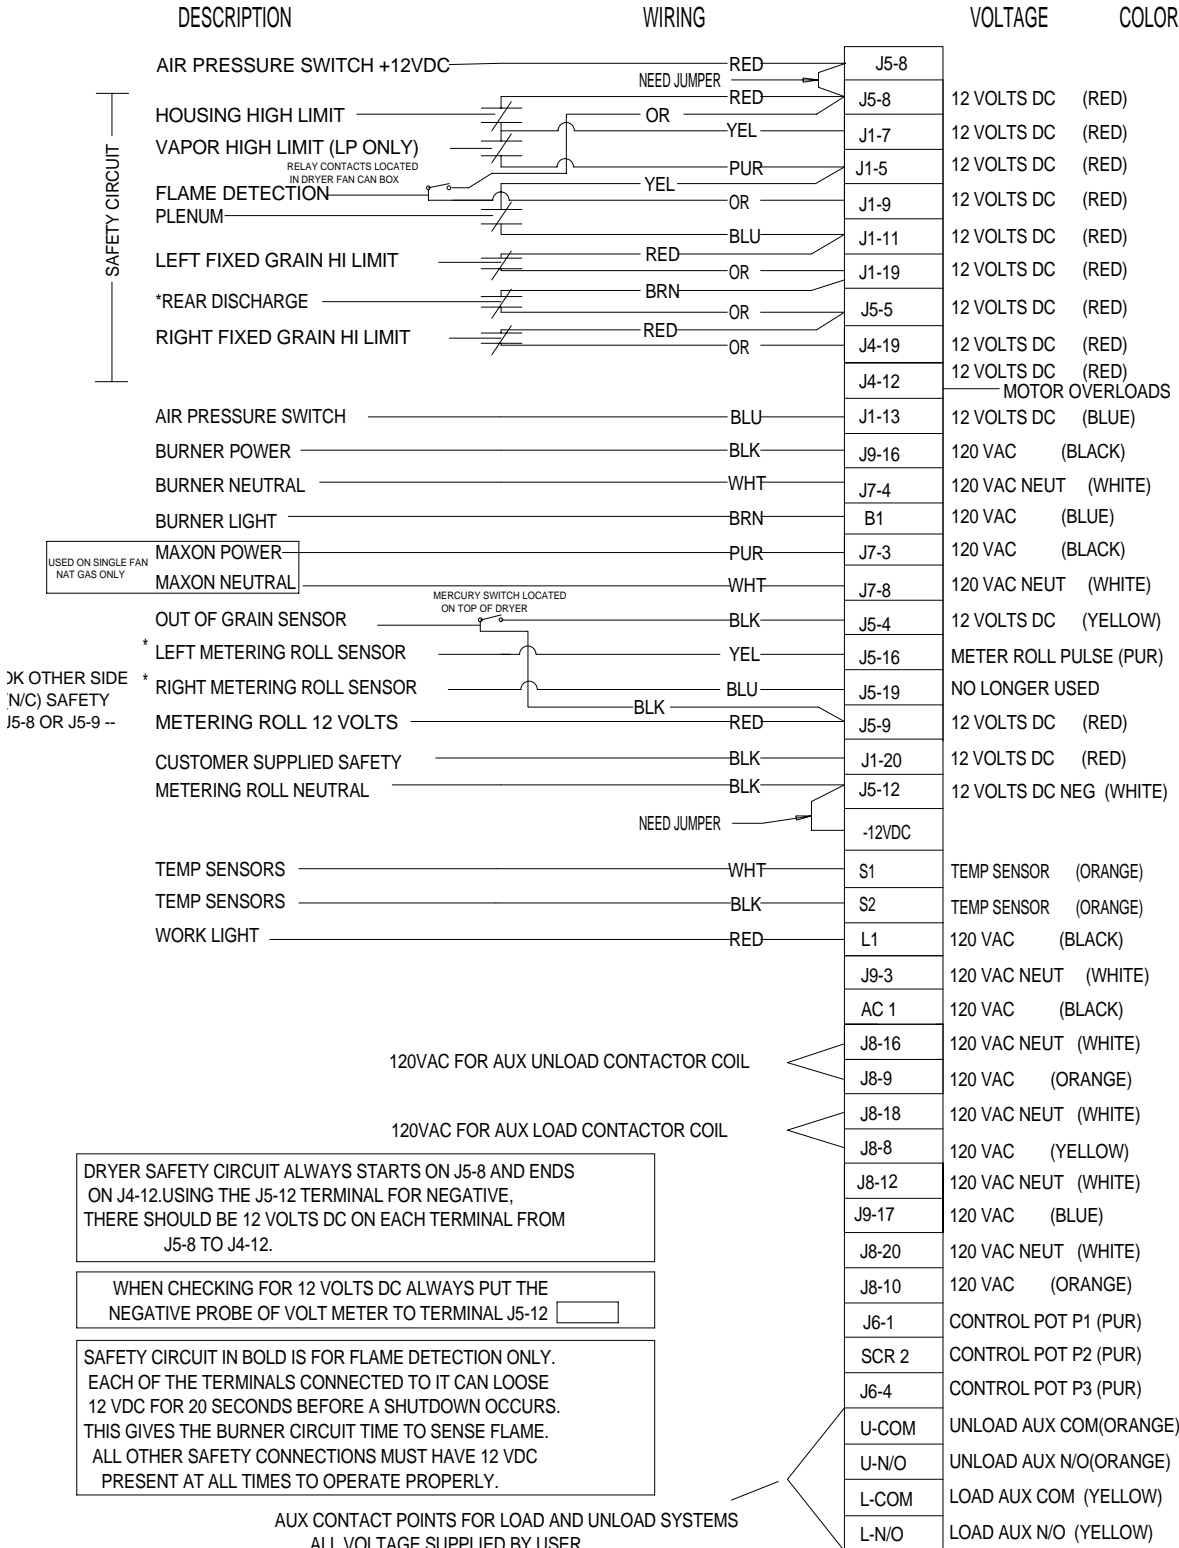 DESCRIPTION WIRING VOLTAGE COLOR
AIR PRESSURE SWITCH +12VDC RED J5-8
NEED JUMPER
RED J5-8 12 VOLTS DC (RED)
HOUSING HIGH LIMIT OR
YEL J1-7 12 VOLTS DC (RED)
VAPOR HIGH LIMIT (LP ONLY)
RELAY CONTACTS LOCATED
IN DRYER FAN CAN BOX
PUR J1-5 12 VOLTS DC (RED)
YEL
FLAME DETECTION OR J1-9 12 VOLTS DC (RED)
PLENUM
BLU J1-11 12 VOLTS DC (RED)
SAFETY CIRCUIT
LEFT FIXED GRAIN HI LIMIT RED
OR J1-19 12 VOLTS DC (RED)
*REAR DISCHARGE BRN
OR J5-5 12 VOLTS DC (RED)
RIGHT FIXED GRAIN HI LIMIT RED
OR J4-19 12 VOLTS DC (RED)
J4-12 12 VOLTS DC (RED)
MOTOR OVERLOADS
AIR PRESSURE SWITCH BLU J1-13 12 VOLTS DC (BLUE)
BURNER POWER BLK J9-16 120 VAC (BLACK)
BURNER NEUTRAL WHT J7-4 120 VAC NEUT (WHITE)
BURNER LIGHT BRN B1 120 VAC (BLUE)
USED ON SINGLE FAN
NAT GAS ONLY
MAXON POWER PUR J7-3 120 VAC (BLACK)
MAXON NEUTRAL WHT J7-8 120 VAC NEUT (WHITE)
MERCURY SWITCH LOCATED
ON TOP OF DRYER
OUT OF GRAIN SENSOR BLK J5-4 12 VOLTS DC (YELLOW)
* LEFT METERING ROLL SENSOR YEL J5-16 METER ROLL PULSE (PUR)
* RIGHT METERING ROLL SENSOR BLU J5-19 NO LONGER USED
OK OTHER SIDE
(N/C) SAFETY
J5-8 OR J5-9 --
BLK
METERING ROLL 12 VOLTS RED J5-9 12 VOLTS DC (RED)
CUSTOMER SUPPLIED SAFETY BLK J1-20 12 VOLTS DC (RED)
METERING ROLL NEUTRAL BLK J5-12 12 VOLTS DC NEG (WHITE)
NEED JUMPER -12VDC
TEMP SENSORS WHT S1 TEMP SENSOR (ORANGE)
TEMP SENSORS BLK S2 TEMP SENSOR (ORANGE)
WORK LIGHT RED L1 120 VAC (BLACK)
J9-3 120 VAC NEUT (WHITE)
AC 1 120 VAC (BLACK)
120VAC FOR AUX UNLOAD CONTACTOR COIL
J8-16 120 VAC NEUT (WHITE)
J8-9 120 VAC (ORANGE)
120VAC FOR AUX LOAD CONTACTOR COIL
J8-18 120 VAC NEUT (WHITE)
J8-8 120 VAC (YELLOW)
J8-12 120 VAC NEUT (WHITE)
J9-17 120 VAC (BLUE)
J8-20 120 VAC NEUT (WHITE)
J8-10 120 VAC (ORANGE)
J6-1 CONTROL POT P1 (PUR)
SCR 2 CONTROL POT P2 (PUR)
J6-4 CONTROL POT P3 (PUR)
U-COM UNLOAD AUX COM(ORANGE)
U-N/O UNLOAD AUX N/O(ORANGE)
L-COM LOAD AUX COM (YELLOW)
L-N/O LOAD AUX N/O (YELLOW)
DRYER SAFETY CIRCUIT ALWAYS STARTS ON J5-8 AND ENDS
ON J4-12.USING THE J5-12 TERMINAL FOR NEGATIVE,
THERE SHOULD BE 12 VOLTS DC ON EACH TERMINAL FROM
J5-8 TO J4-12.
WHEN CHECKING FOR 12 VOLTS DC ALWAYS PUT THE
NEGATIVE PROBE OF VOLT METER TO TERMINAL J5-12
SAFETY CIRCUIT IN BOLD IS FOR FLAME DETECTION ONLY.
EACH OF THE TERMINALS CONNECTED TO IT CAN LOOSE
12 VDC FOR 20 SECONDS BEFORE A SHUTDOWN OCCURS.
THIS GIVES THE BURNER CIRCUIT TIME TO SENSE FLAME.
ALL OTHER SAFETY CONNECTIONS MUST HAVE 12 VDC
PRESENT AT ALL TIMES TO OPERATE PROPERLY.
AUX CONTACT POINTS FOR LOAD AND UNLOAD SYSTEMS
ALL VOLTAGE SUPPLIED BY USER